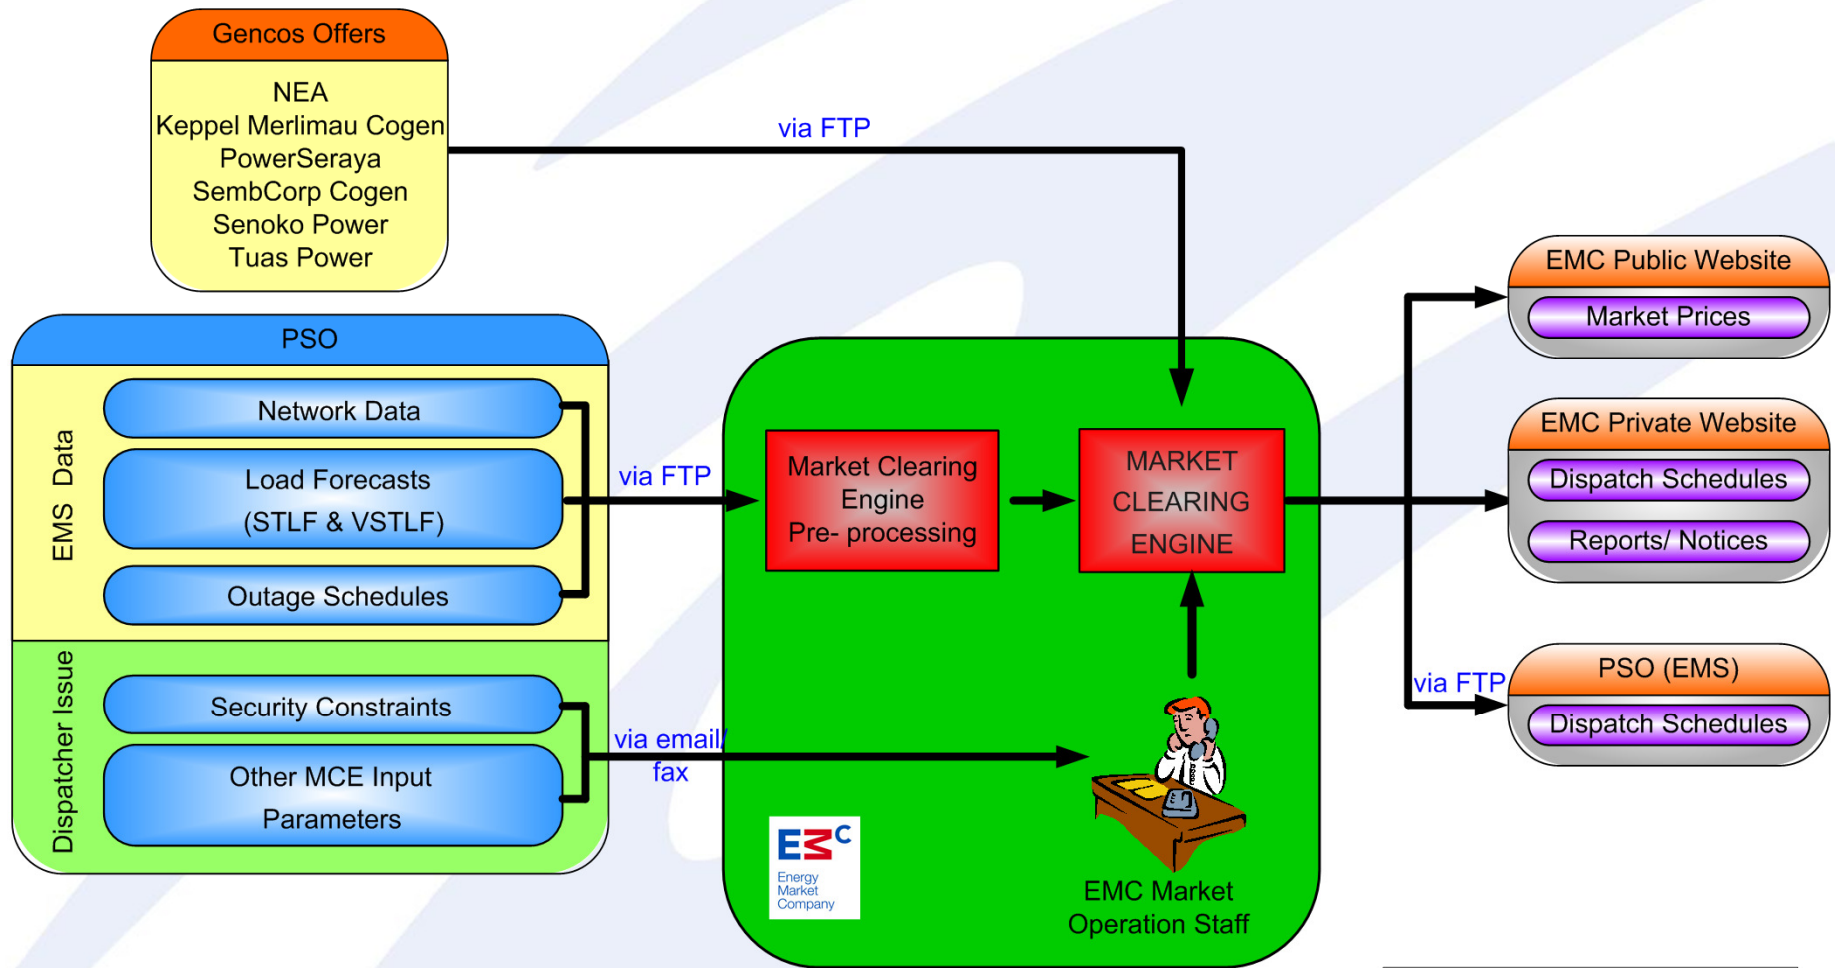 Gencos Offers
NEA
Keppel Merlimau Cogen
PowerSeraya
SembCorp Cogen
Senoko Power
Tuas Power
via FTP
PSO
EMS Data
Network Data
Load Forecasts
(STLF & VSTLF)
Outage Schedules
via FTP
Dispatcher Issue
Security Constraints
Other MCE Input
Parameters
via email/
fax
Market Clearing
Engine
Pre- processing
MARKET
CLEARING
ENGINE
EMC
Energy
Market
Company
EMC Market
Operation Staff
EMC Public Website
Market Prices
EMC Private Website
Dispatch Schedules
Reports/ Notices
via FTP
PSO (EMS)
Dispatch Schedules